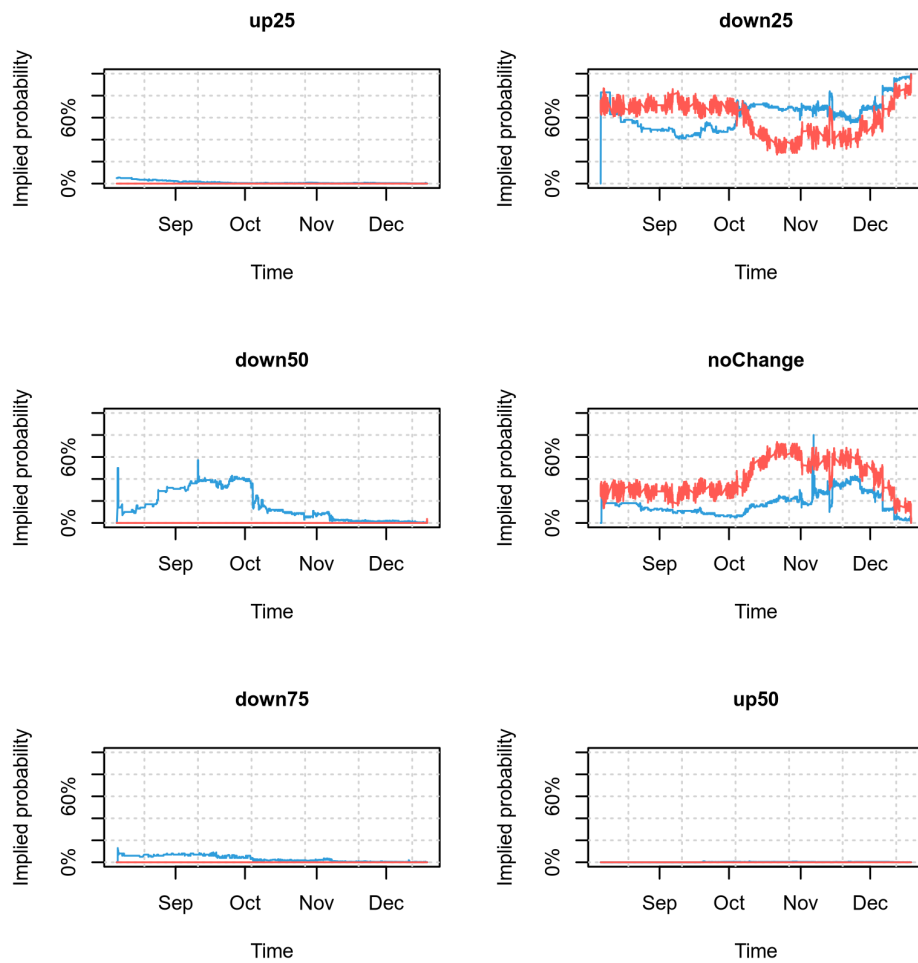 up25
Implied probability
0%
60%
Sep Oct Nov Dec
Time
down25
Implied probability
0%
60%
Sep Oct Nov Dec
Time
down50
Implied probability
0%
60%
Sep Oct Nov Dec
Time
noChange
Implied probability
0%
60%
Sep Oct Nov Dec
Time
down75
Implied probability
0%
60%
Sep Oct Nov Dec
Time
up50
Implied probability
0%
60%
Sep Oct Nov Dec
Time